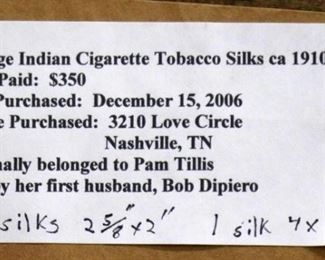 ge Indian Cigarette Tobacco Silks ca 1910
Paid: $350
Purchased: December 15, 2006
e Purchased: 3210 Love Circle
Nashville, TN
nally belonged to Pam Tillis
by her first husband, Bob Dipiero
silks 2 5/8" x 2" 1 silk 4 x